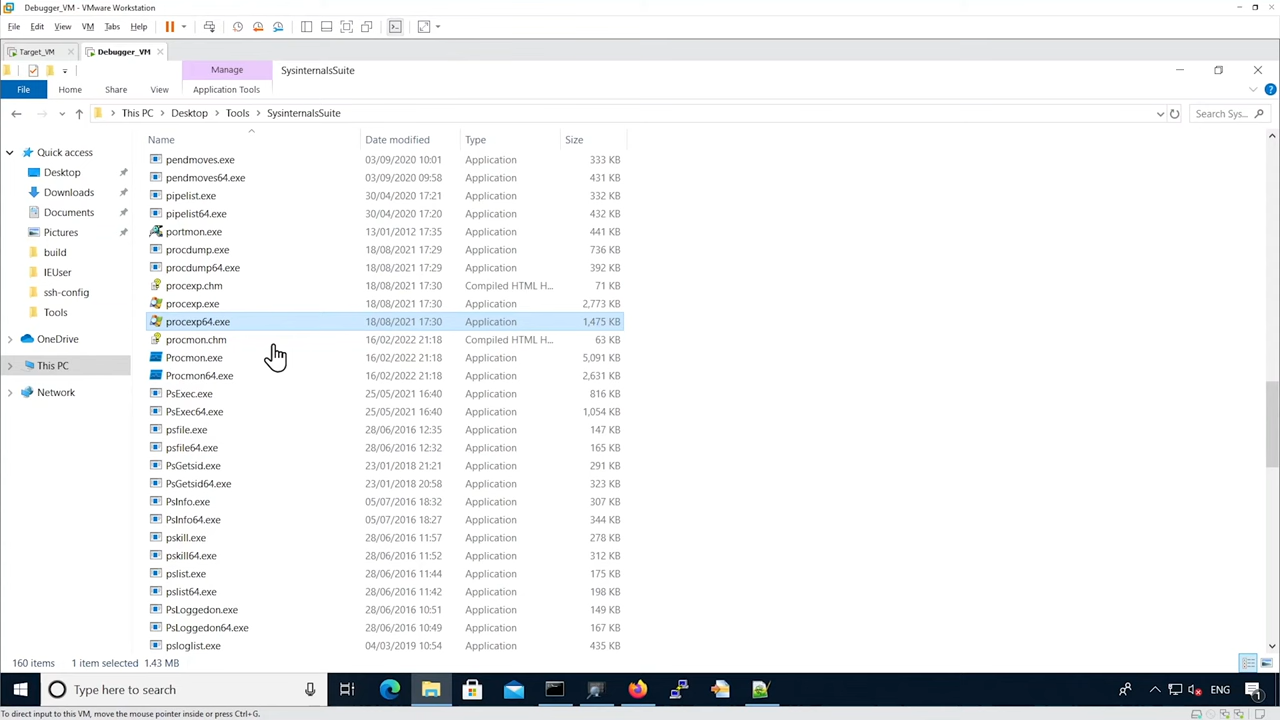 Debugger_VM - VMware Workstation
File Edit View VM Tabs Help
Target_VM Debugger_VM
Manage SysinternalsSuite
File Home Share View Application Tools
This PC Desktop Tools SysinternalsSuite Search Sys...
Name Date modified Type Size
Quick access
Desktop
Downloads
Documents
Pictures
build
IEUser
ssh-config
Tools
OneDrive
This PC
Network
pendmoves.exe 03/09/2020 10:01 Application 333 KB
pendmoves64.exe 03/09/2020 09:58 Application 431 KB
pipelist.exe 30/04/2020 17:21 Application 332 KB
pipelist64.exe 30/04/2020 17:20 Application 432 KB
portmon.exe 13/01/2012 17:35 Application 441 KB
procdump.exe 18/08/2021 17:29 Application 736 KB
procdump64.exe 18/08/2021 17:29 Application 392 KB
procexp.chm 18/08/2021 17:30 Compiled HTML H... 71 KB
procexp.exe 18/08/2021 17:30 Application 2,773 KB
procexp64.exe 18/08/2021 17:30 Application 1,475 KB
procmon.chm 16/02/2022 21:18 Compiled HTML H... 63 KB
Procmon.exe 16/02/2022 21:18 Application 5,091 KB
Procmon64.exe 16/02/2022 21:18 Application 2,631 KB
PsExec.exe 25/05/2021 16:40 Application 816 KB
PsExec64.exe 25/05/2021 16:40 Application 1,054 KB
psfile.exe 28/06/2016 12:35 Application 147 KB
psfile64.exe 28/06/2016 12:32 Application 165 KB
PsGetsid.exe 23/01/2018 21:21 Application 291 KB
PsGetsid64.exe 23/01/2018 20:58 Application 323 KB
PsInfo.exe 05/07/2016 18:32 Application 307 KB
PsInfo64.exe 05/07/2016 18:27 Application 344 KB
pskill.exe 28/06/2016 11:57 Application 278 KB
pskill64.exe 28/06/2016 11:52 Application 312 KB
pslist.exe 28/06/2016 11:44 Application 175 KB
pslist64.exe 28/06/2016 11:42 Application 198 KB
PsLoggedon.exe 28/06/2016 10:51 Application 149 KB
PsLoggedon64.exe 28/06/2016 10:49 Application 167 KB
psloglist.exe 04/03/2019 10:54 Application 435 KB
160 items 1 item selected 1.43 MB
Type here to search ENG 1
To direct input to this VM, move the mouse pointer inside or press Ctrl+G.